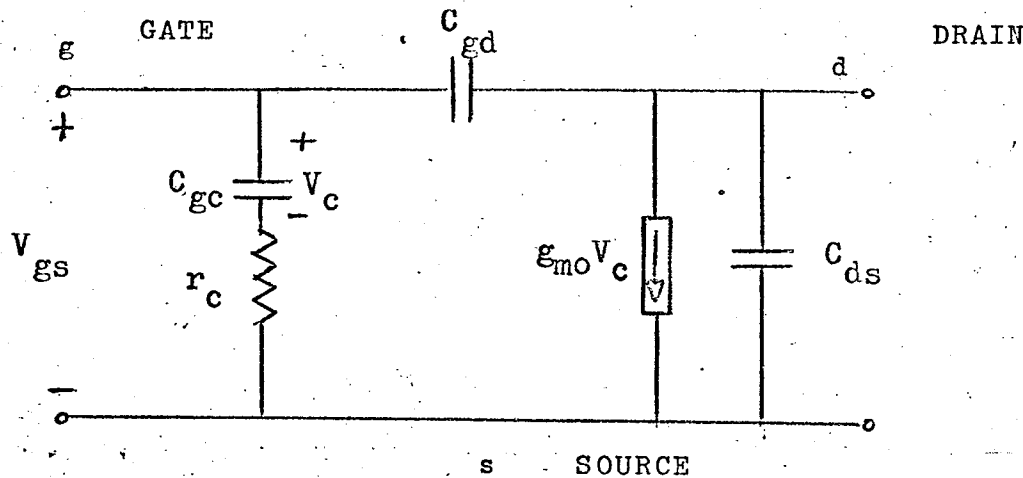 GATE
C_gd
DRAIN
g
d
+
+
C_gc
V_c
-
V_gs
r_c
g_mo V_c
C_ds
-
s
SOURCE